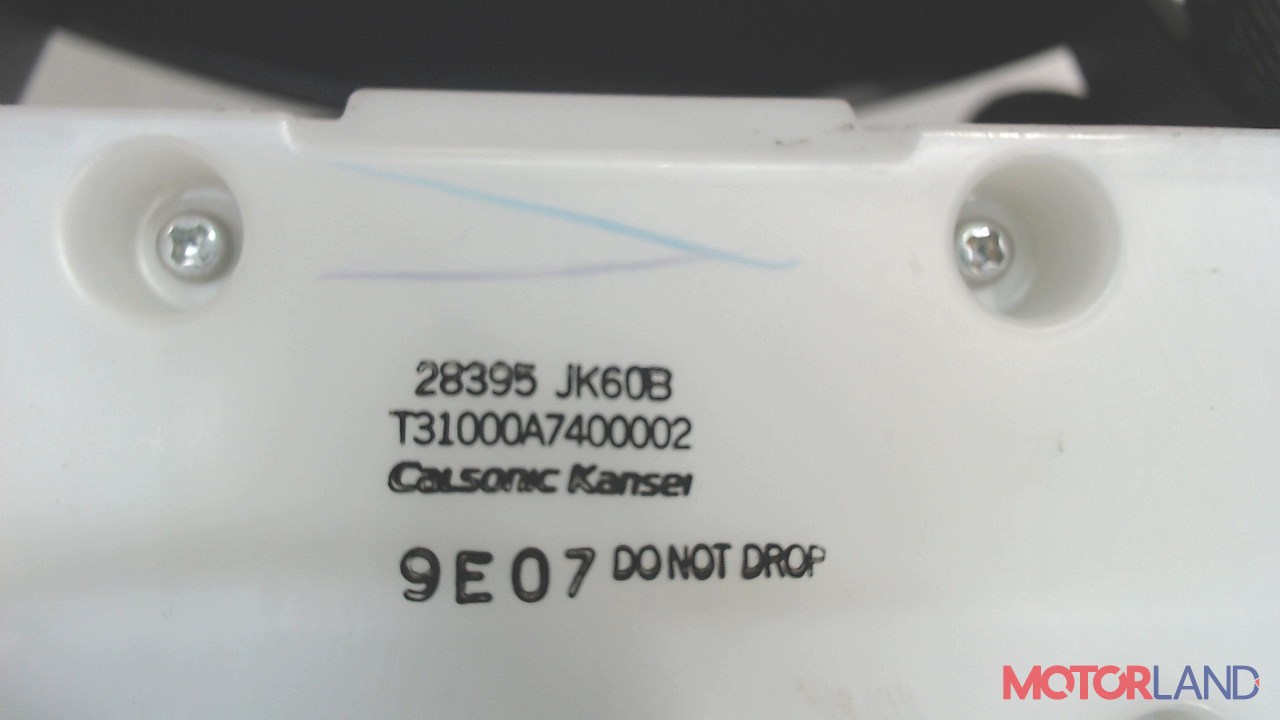 28395 JK60B
T31000A7400002
Calsonic Kansei
9E07 DO NOT DROP
MOTORLAND